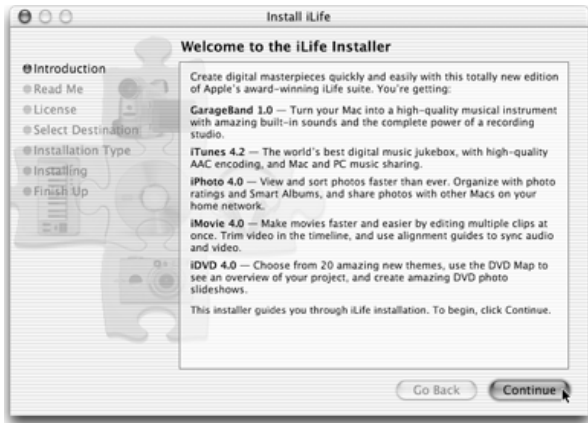 Install iLife
Welcome to the iLife Installer
Introduction
Read Me
License
Select Destination
Installation Type
Installing
Finish Up
Create digital masterpieces quickly and easily with this totally new edition
of Apple's award-winning iLife suite. You're getting:
GarageBand 1.0 — Turn your Mac into a high-quality musical instrument
with amazing built-in sounds and the complete power of a recording
studio.
iTunes 4.2 — The world's best digital music jukebox, with high-quality
AAC encoding, and Mac and PC music sharing.
iPhoto 4.0 — View and sort photos faster than ever. Organize with photo
ratings and Smart Albums, and share photos with other Macs on your
home network.
iMovie 4.0 — Make movies faster and easier by editing multiple clips at
once. Trim video in the timeline, and use alignment guides to sync audio
and video.
iDVD 4.0 — Choose from 20 amazing new themes, use the DVD Map to
see an overview of your project, and create amazing DVD photo
slideshows.
This installer guides you through iLife installation. To begin, click Continue.
Go Back
Continue